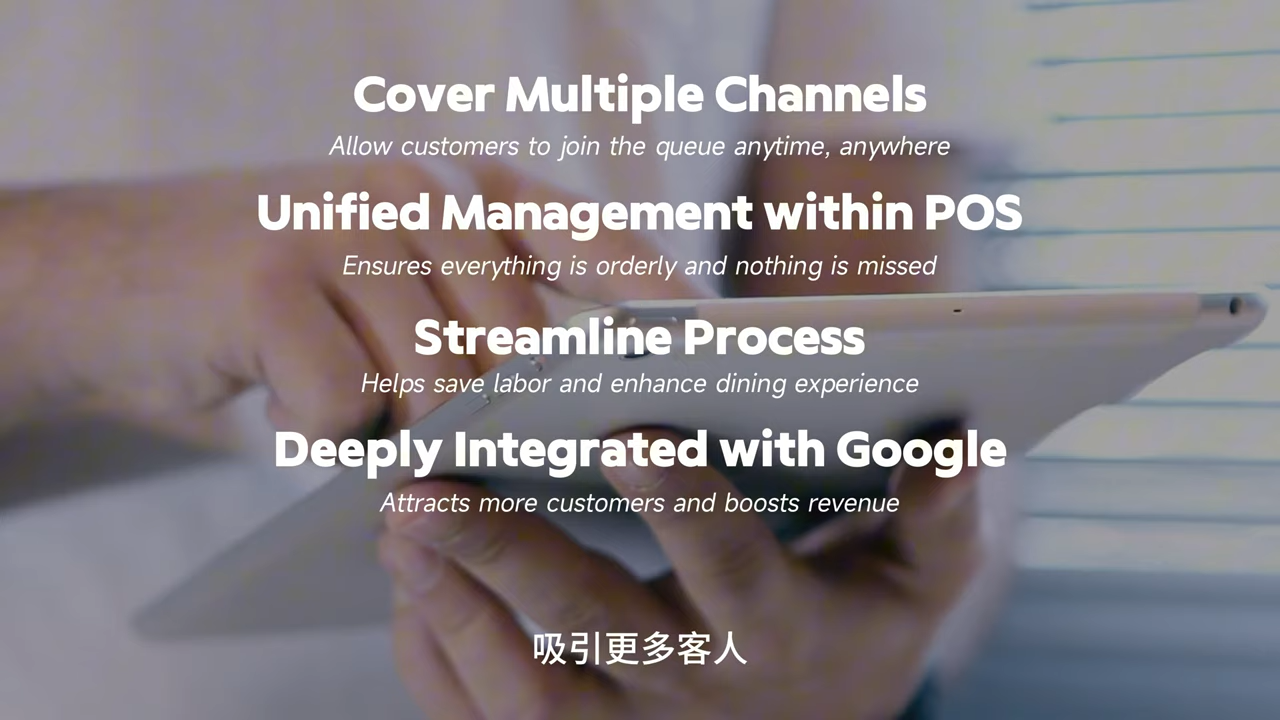 Cover Multiple Channels
Allow customers to join the queue anytime, anywhere
Unified Management within POS
Ensures everything is orderly and nothing is missed
Streamline Process
Helps save labor and enhance dining experience
Deeply Integrated with Google
Attracts more customers and boosts revenue
吸引更多客人